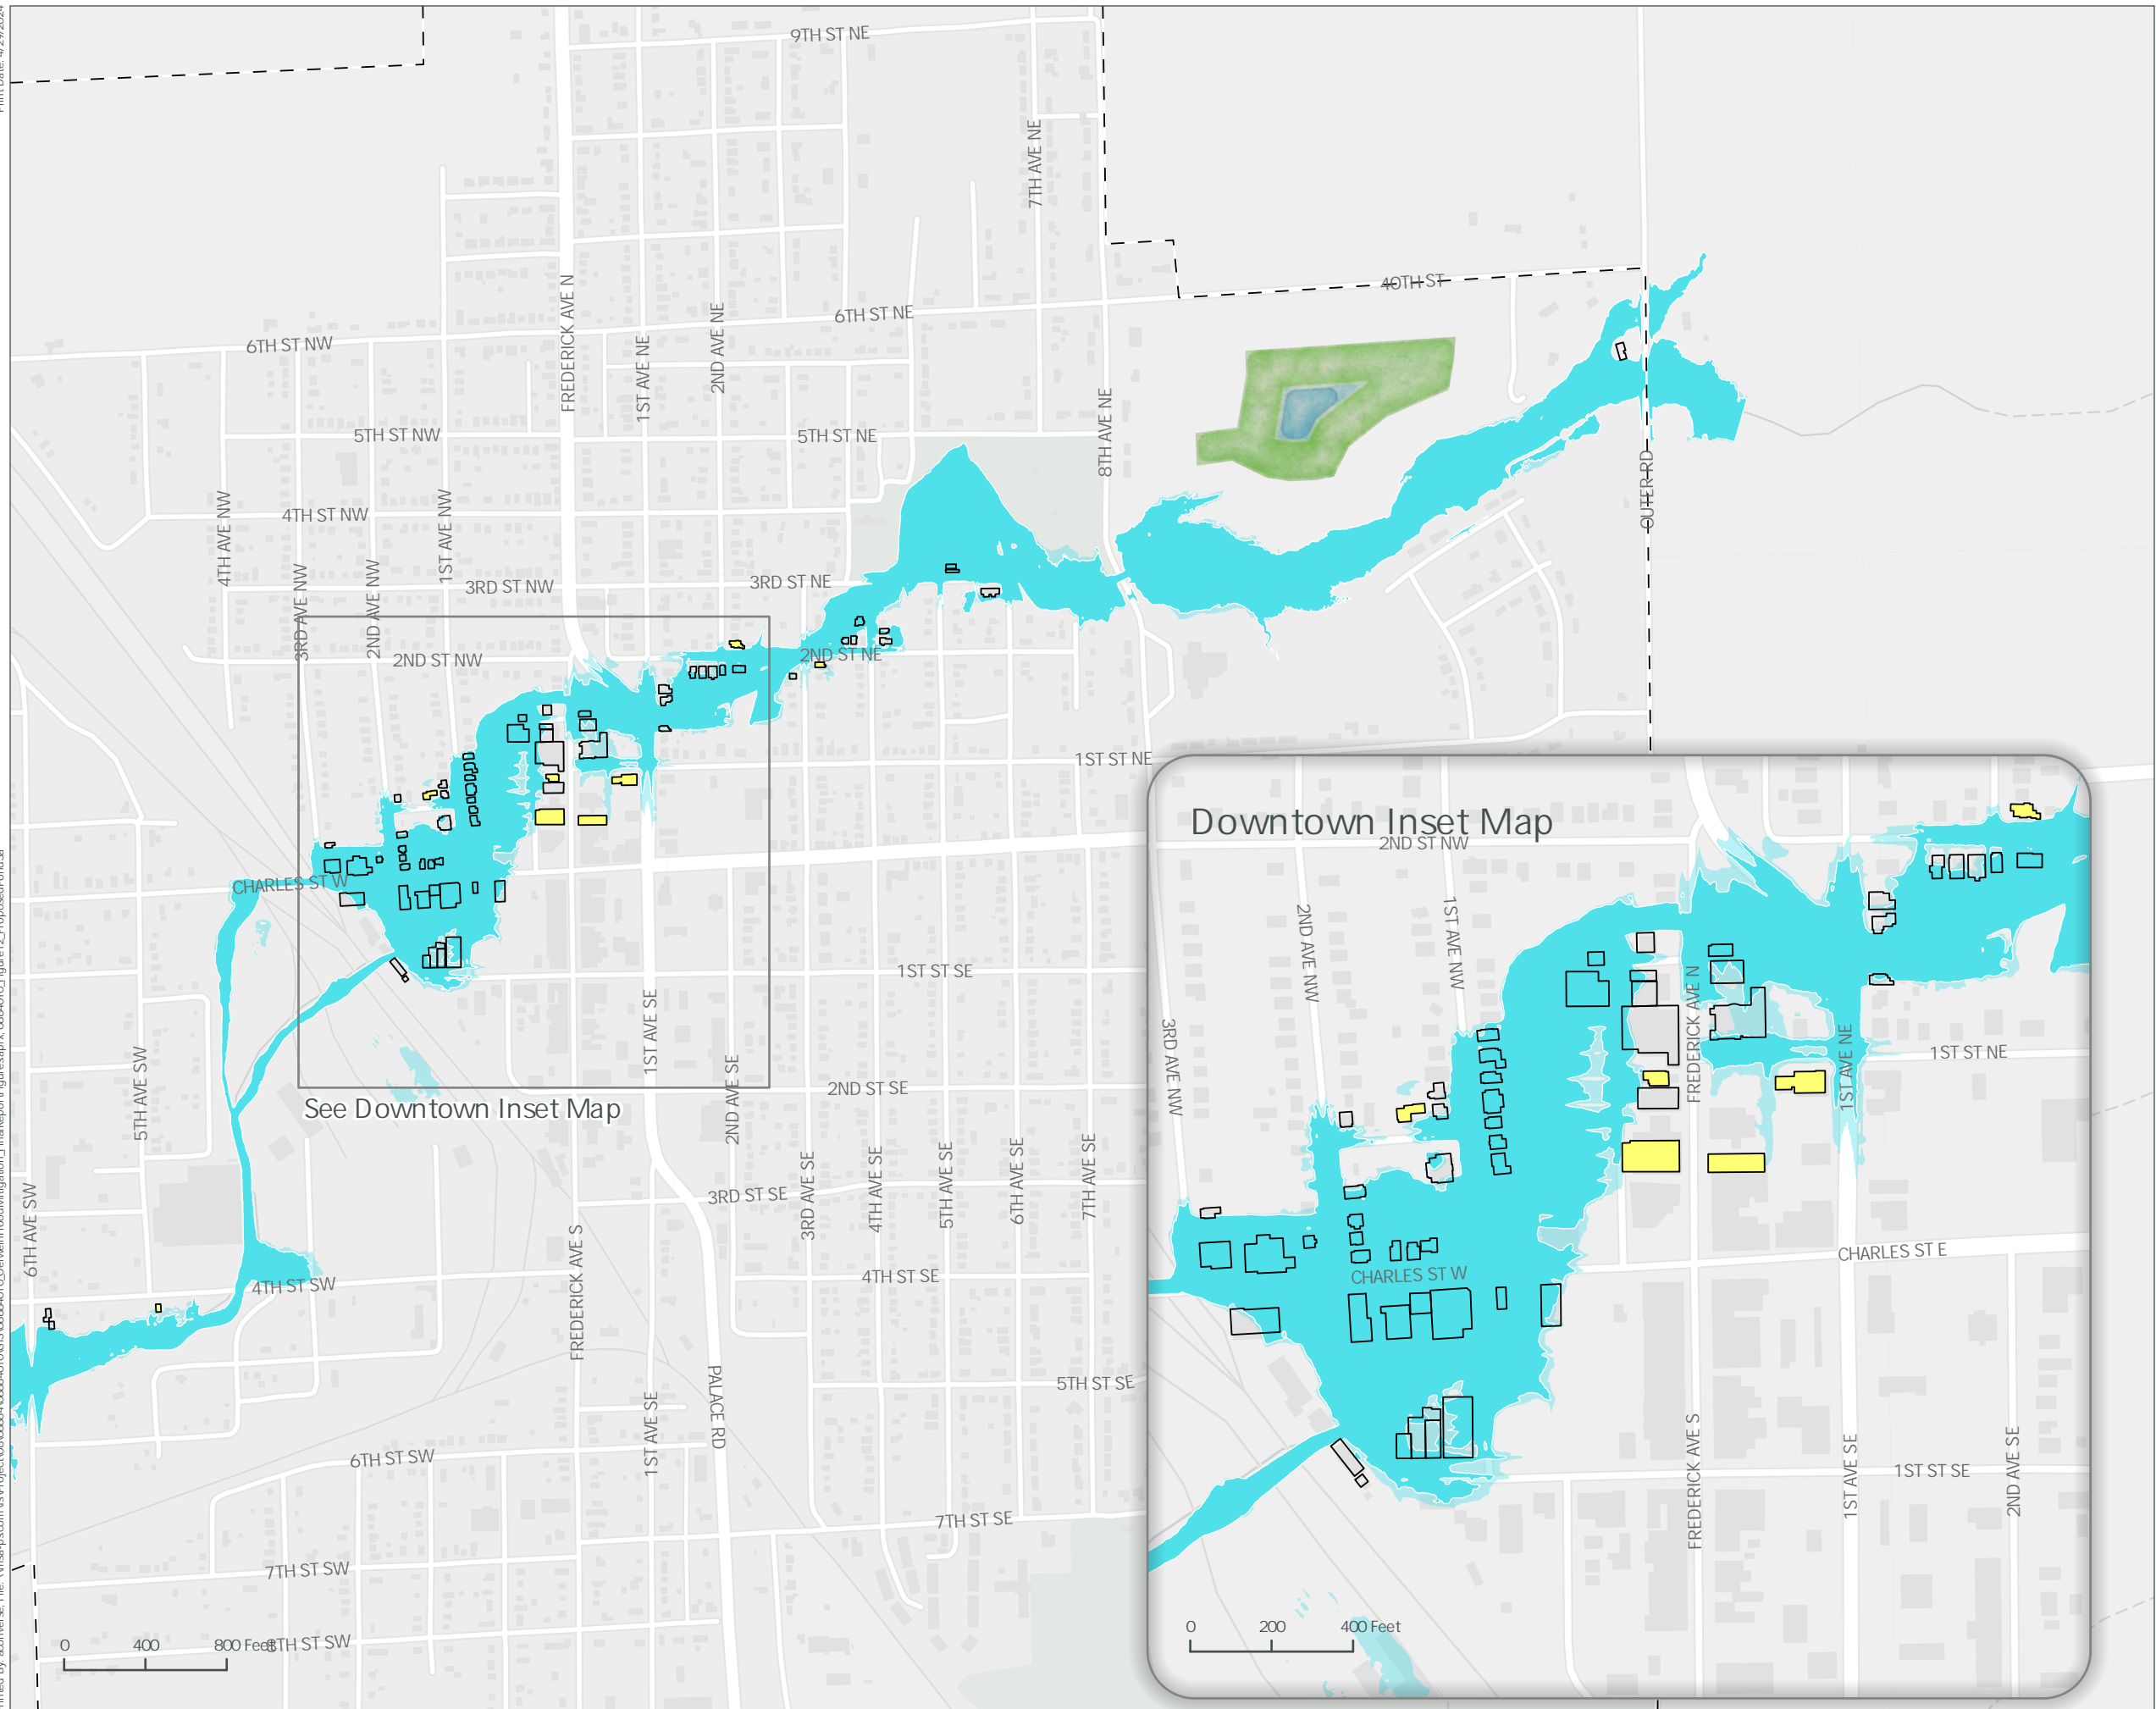 9TH ST NE
7TH AVE NE
40TH ST
FREDERICK AVE N
6TH ST NE
2ND AVE NE
1ST AVE NE
6TH ST NW
8TH AVE NE
5TH ST NW
5TH ST NE
OUTER RD
4TH AVE NW
4TH ST NW
1ST AVE NW
3RD AVE NW
2ND AVE NW
3RD ST NW
3RD ST NE
2ND ST NW
2ND ST NE
1ST ST NE
CHARLES ST W
1ST ST SE
1ST AVE SE
5TH AVE SW
2ND AVE SE
See Downtown Inset Map
2ND ST SE
6TH AVE SW
3RD ST SE
3RD AVE SE
4TH AVE SE
5TH AVE SE
6TH AVE SE
7TH AVE SE
4TH ST SW
4TH ST SE
FREDERICK AVE S
5TH ST SE
PALACE RD
1ST AVE SE
6TH ST SW
7TH ST SE
7TH ST SW
8TH ST SW
0 400 800 Feet
Downtown Inset Map
2ND ST NW
2ND AVE NW
1ST AVE NW
3RD AVE NW
FREDERICK AVE N
1ST AVE NE
1ST ST NE
CHARLES ST E
CHARLES ST W
FREDERICK AVE S
1ST AVE SE
2ND AVE SE
1ST ST SE
0 200 400 Feet